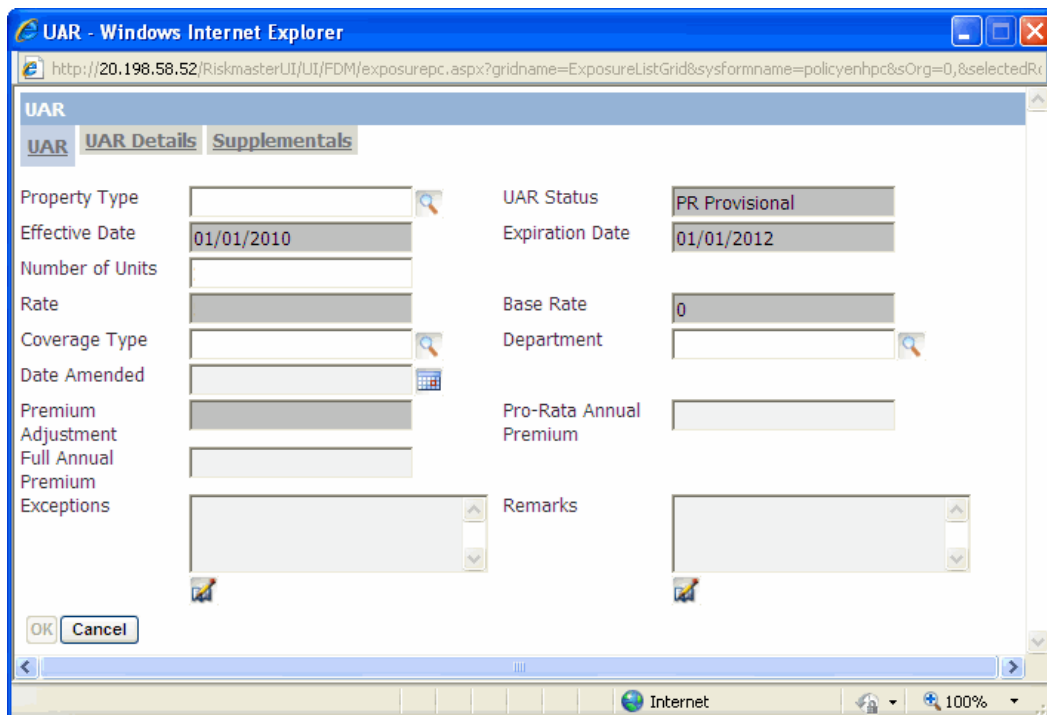 UAR - Windows Internet Explorer
http://20.198.58.52/RiskmasterUI/UI/FDM/exposurepc.aspx?gridname=ExposureListGrid&sysformname=policyenhpc&sOrg=0,&selectedR
UAR
UAR UAR Details Supplementals
Property Type UAR Status PR Provisional
Effective Date 01/01/2010 Expiration Date 01/01/2012
Number of Units
Rate Base Rate 0
Coverage Type Department
Date Amended
Premium Adjustment Pro-Rata Annual Premium
Full Annual Premium
Exceptions Remarks
OK Cancel
Internet 100%